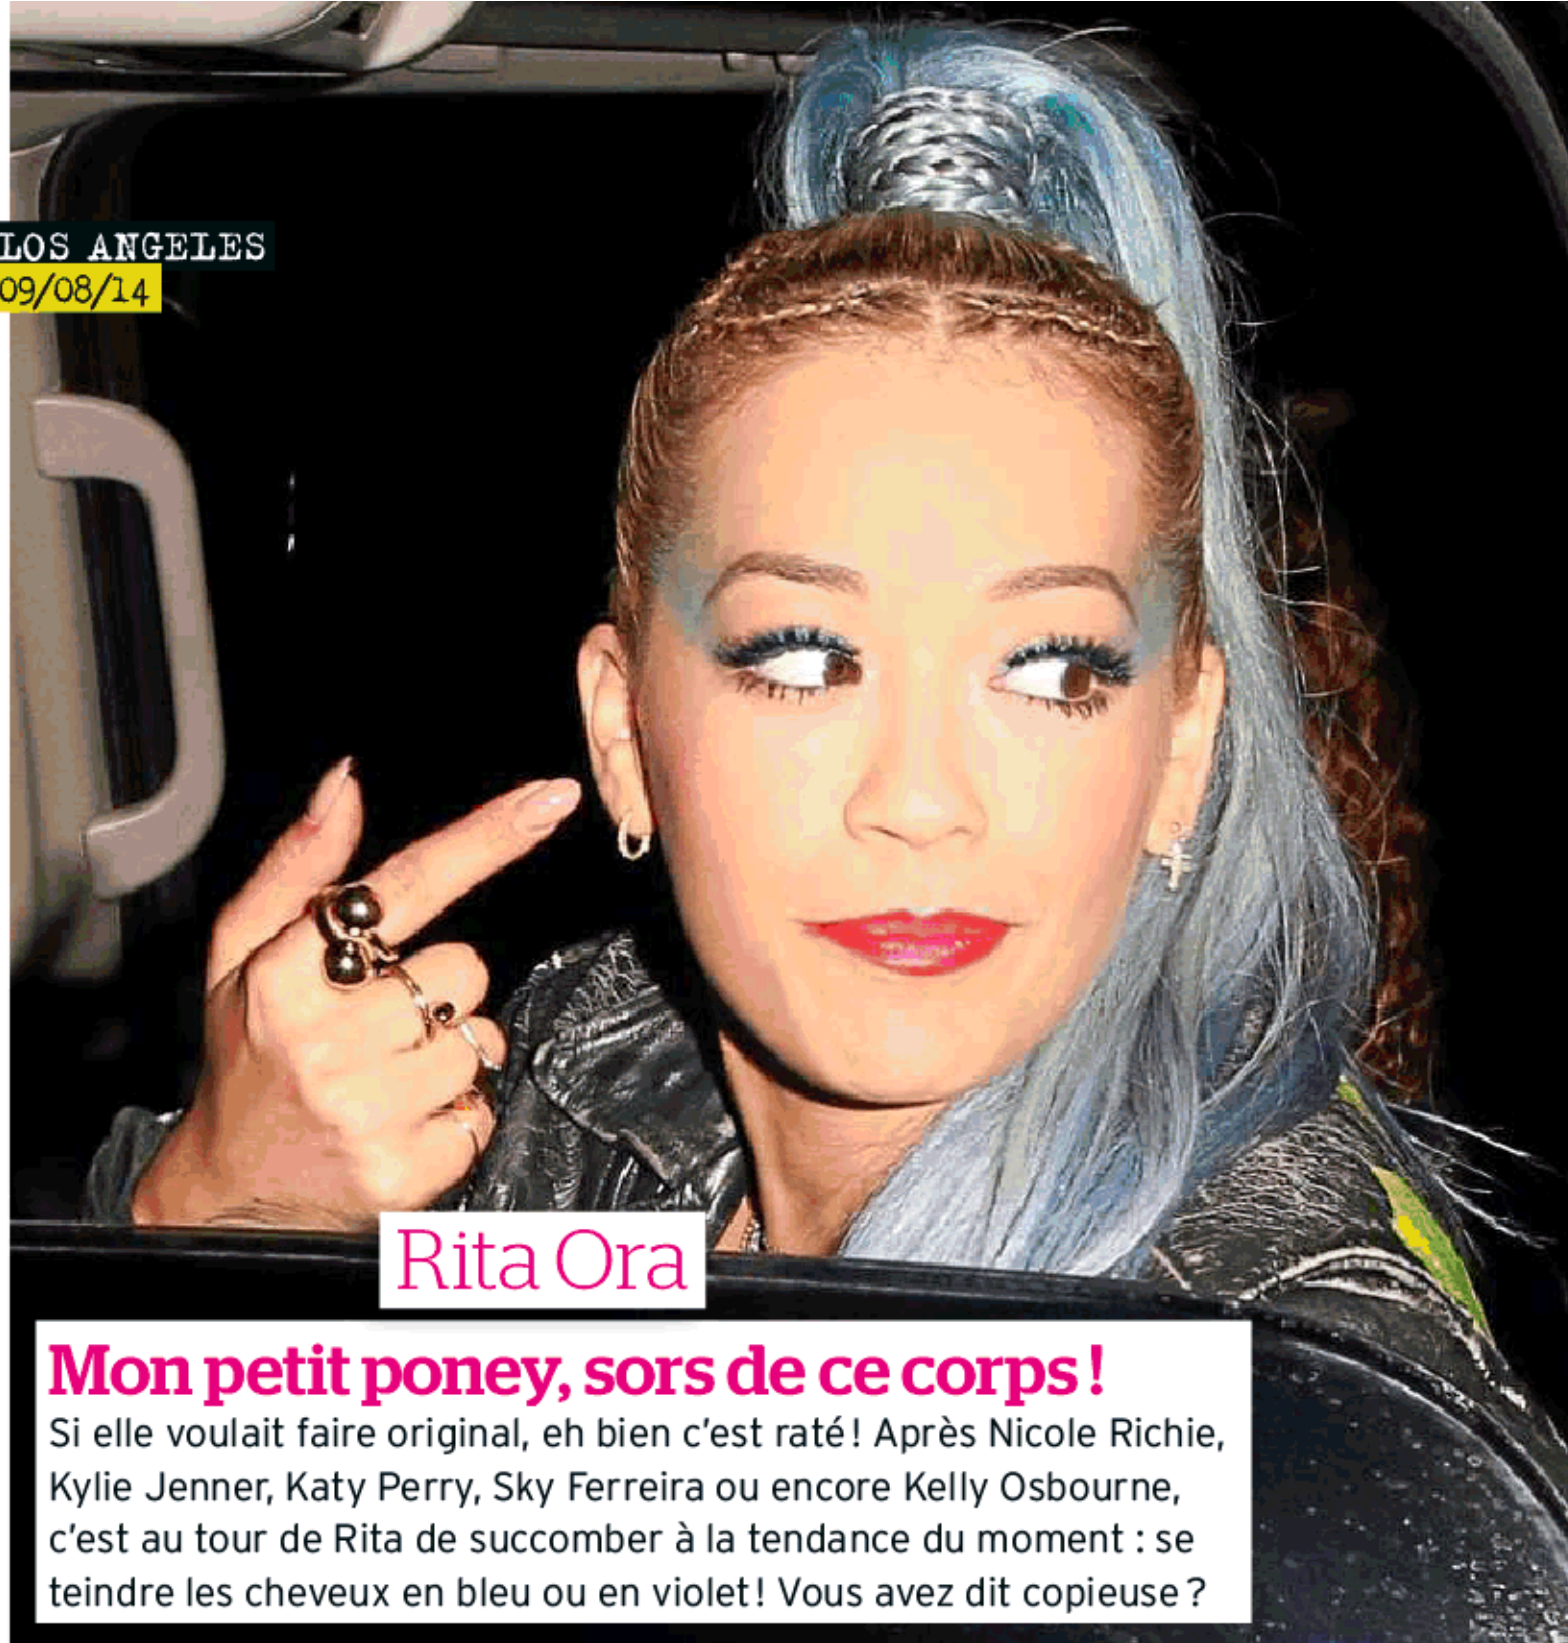 LOS ANGELES
09/08/14
Rita Ora
Mon petit poney, sors de ce corps !
Si elle voulait faire original, eh bien c'est raté ! Après Nicole Richie,
Kylie Jenner, Katy Perry, Sky Ferreira ou encore Kelly Osbourne,
c'est au tour de Rita de succomber à la tendance du moment : se
teindre les cheveux en bleu ou en violet ! Vous avez dit copieuse ?